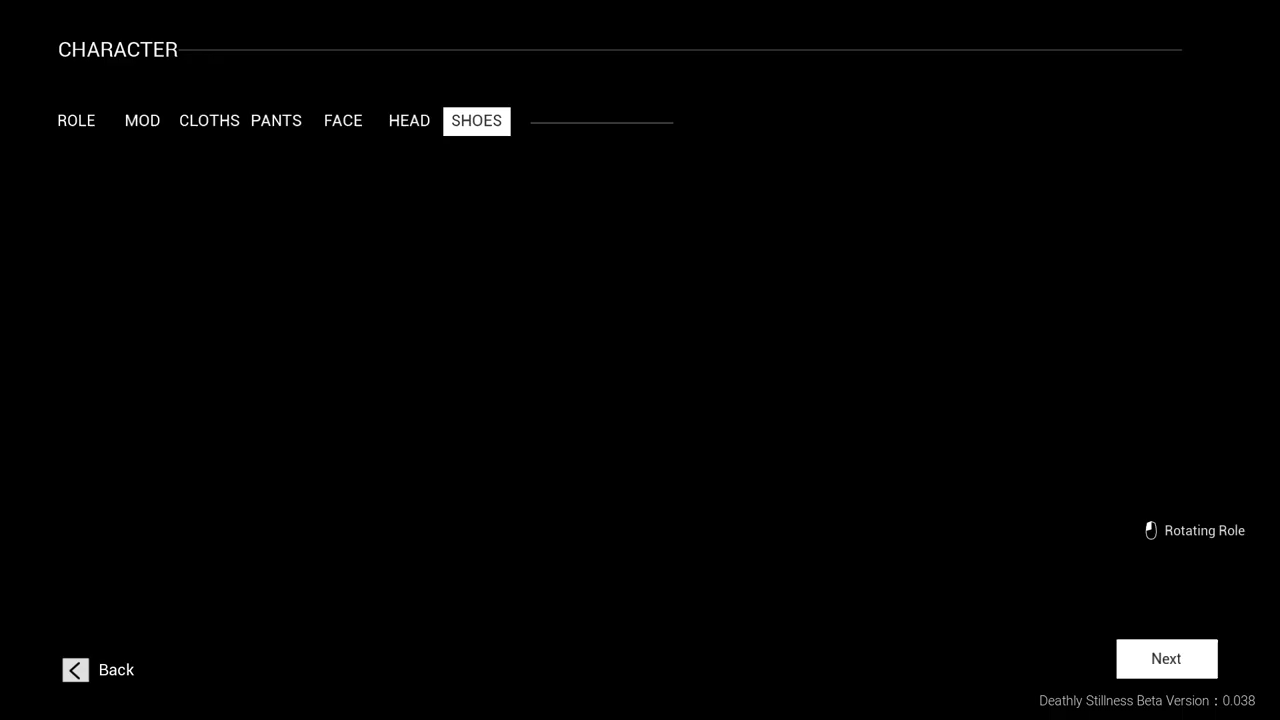 CHARACTER
ROLE MOD CLOTHS PANTS FACE HEAD SHOES
Rotating Role
Back
Next
Deathly Stillness Beta Version：0.038